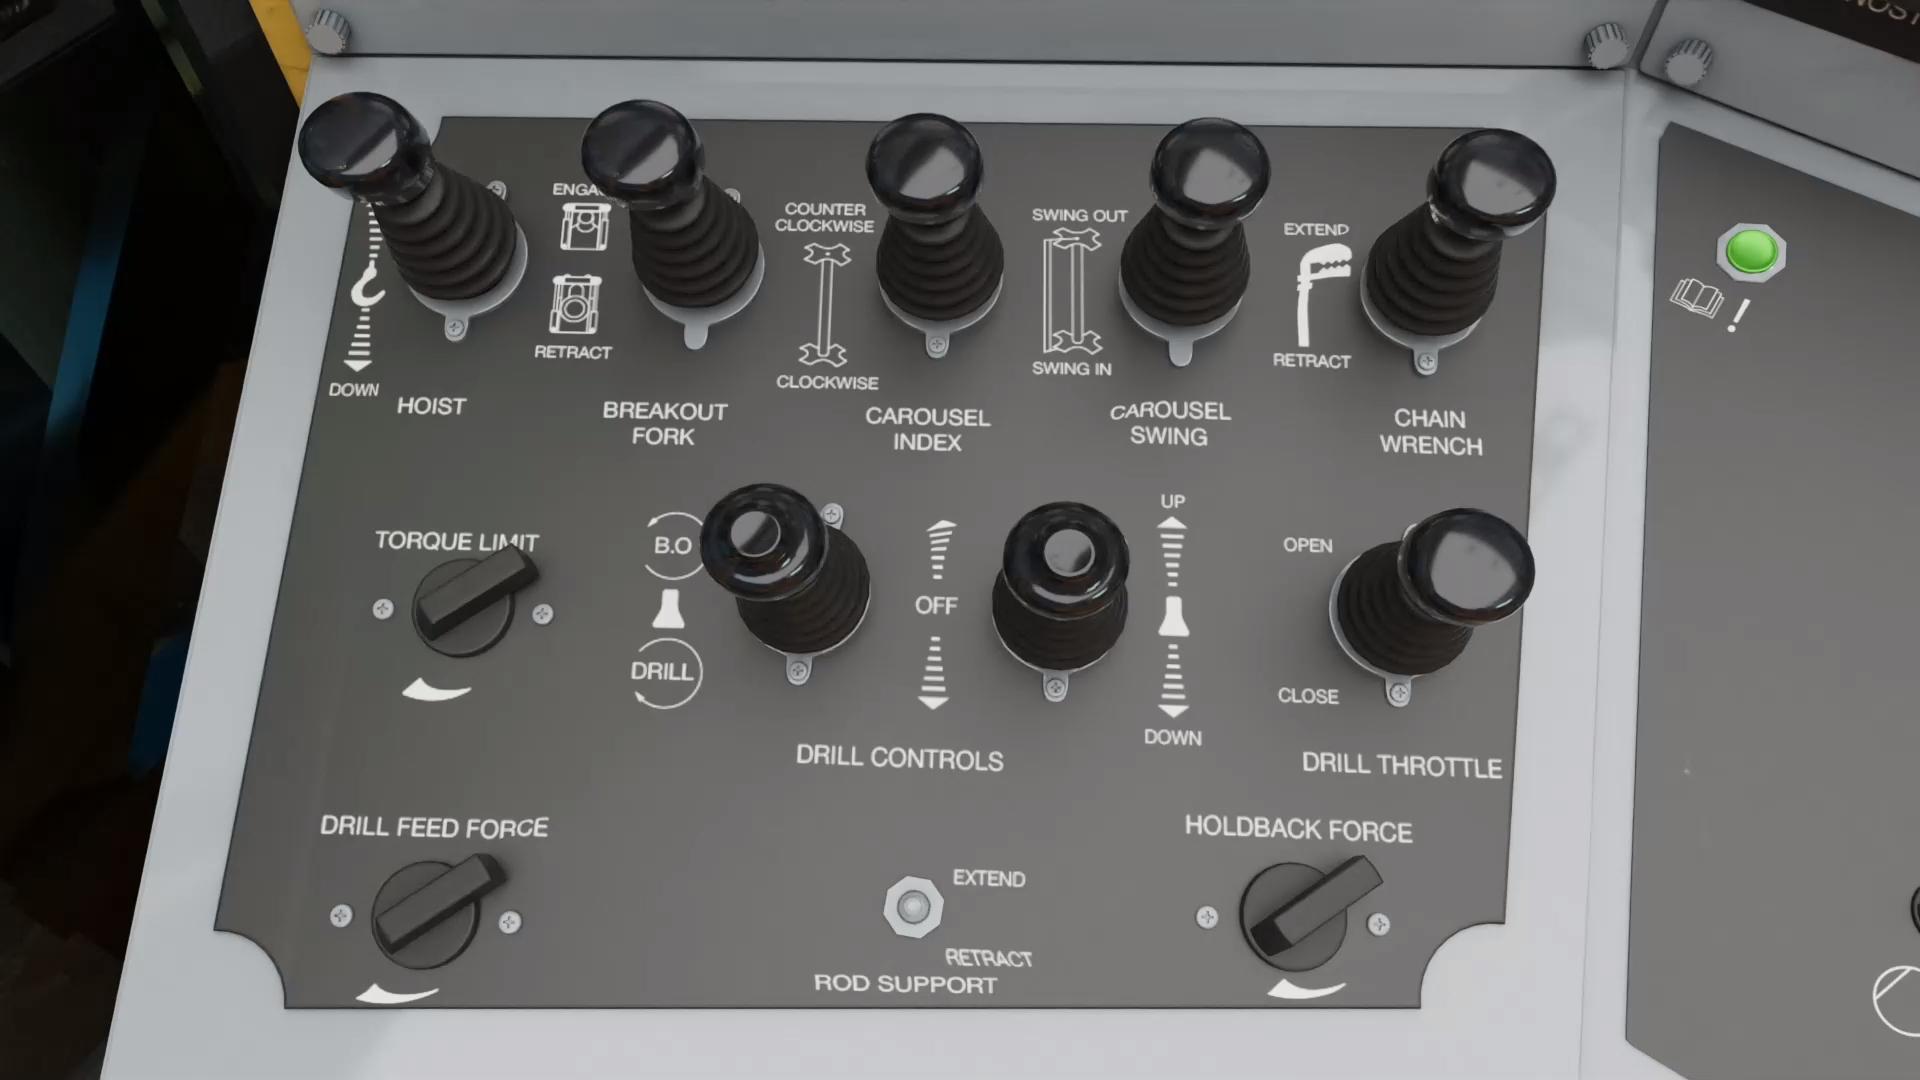 COUNTER
CLOCKWISE
SWING OUT
EXTEND
RETRACT
CLOCKWISE
SWING IN
RETRACT
DOWN
HOIST
BREAKOUT
FORK
CAROUSEL
INDEX
CAROUSEL
SWING
CHAIN
WRENCH
TORQUE LIMIT
B.O
DRILL
OFF
UP
DOWN
OPEN
CLOSE
DRILL CONTROLS
DRILL THROTTLE
DRILL FEED FORCE
EXTEND
RETRACT
ROD SUPPORT
HOLDBACK FORCE
!